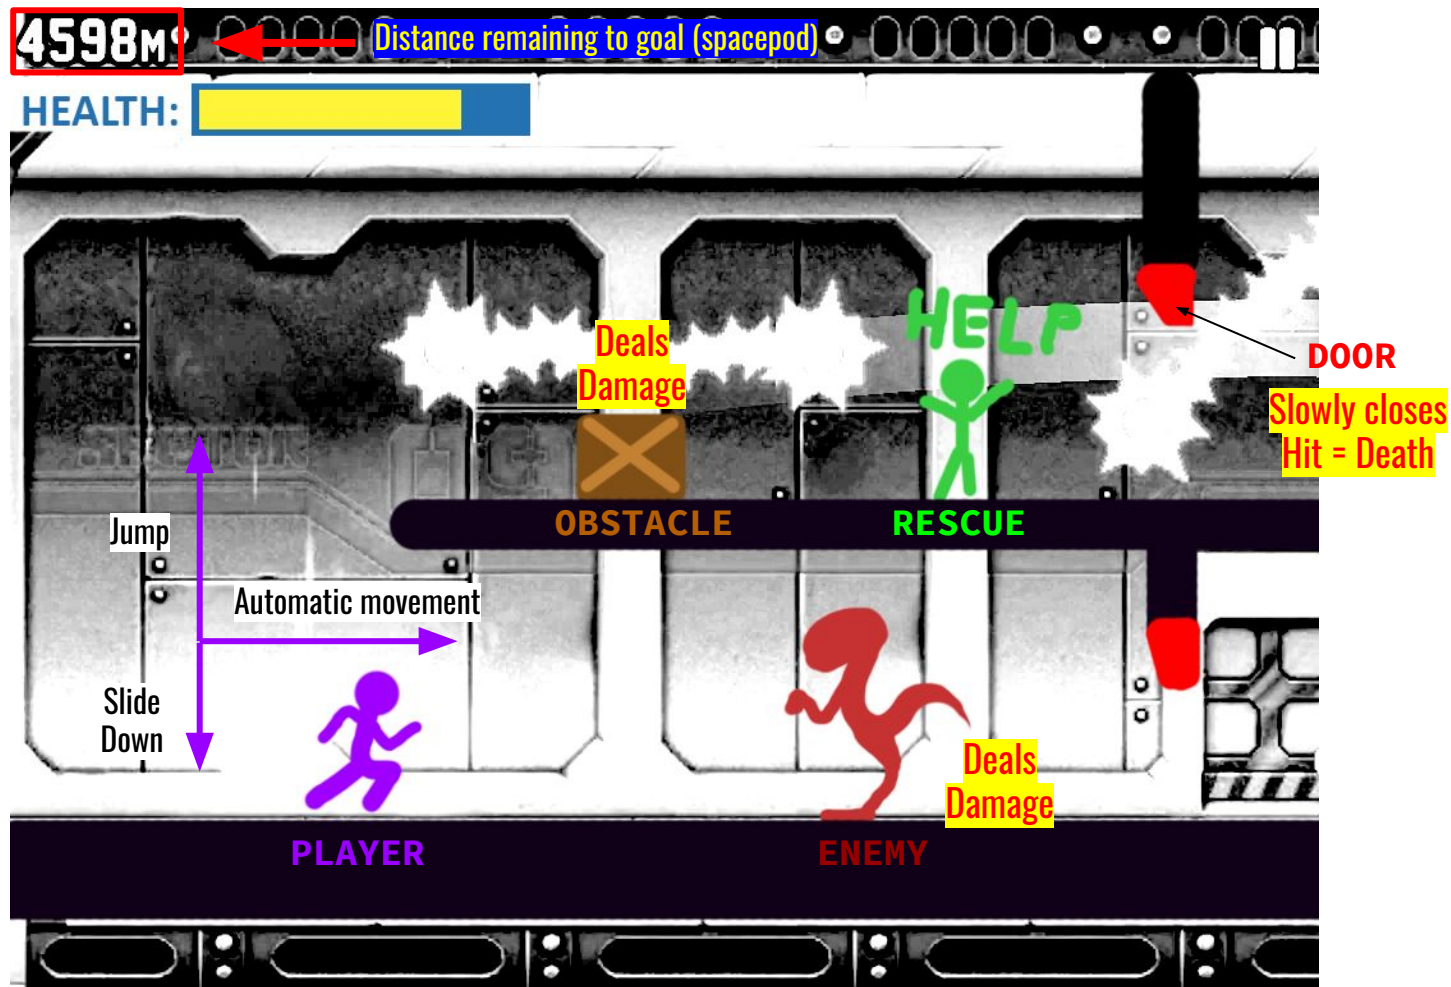 4598M
Distance remaining to goal (spacepod)
HEALTH:
HELP
Deals
Damage
DOOR
Slowly closes
Hit = Death
OBSTACLE
RESCUE
Jump
Automatic movement
Slide
Down
Deals
Damage
PLAYER
ENEMY